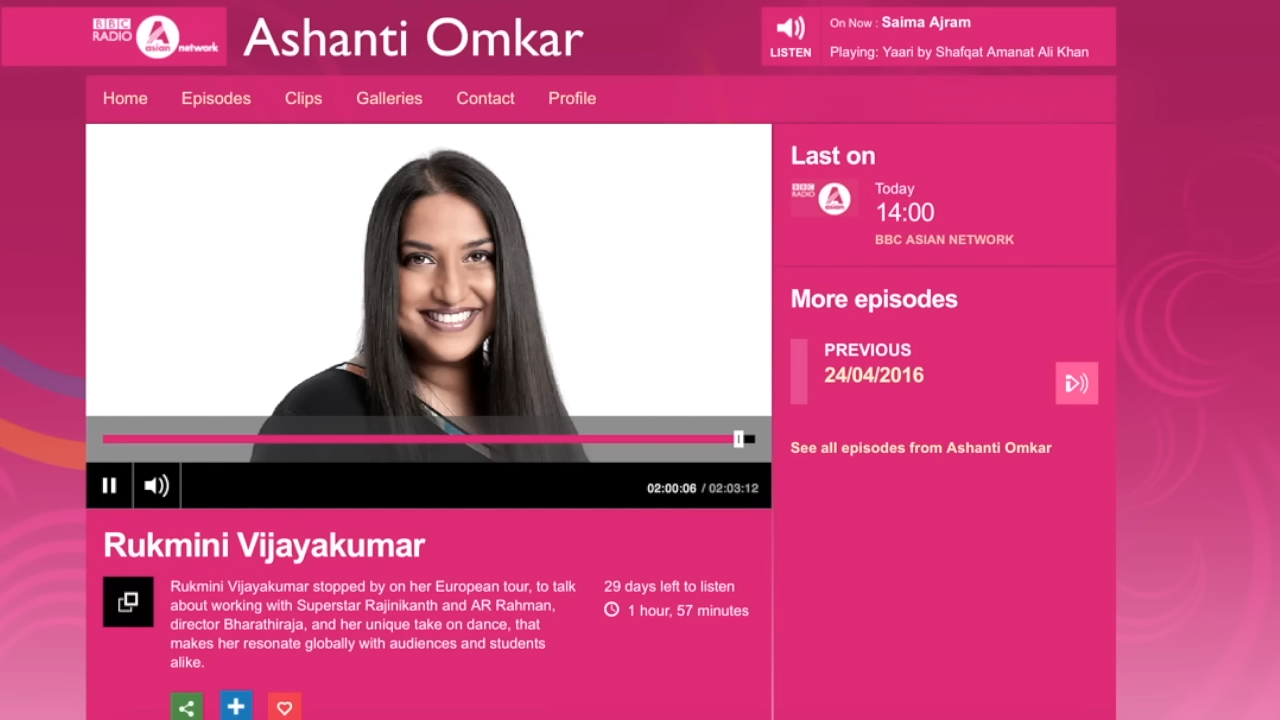 BBC
RADIO
asian network
Ashanti Omkar
LISTEN
On Now : Saima Ajram
Playing: Yaari by Shafqat Amanat Ali Khan
Home Episodes Clips Galleries Contact Profile
Last on
BBC
RADIO
asian
Today
14:00
BBC ASIAN NETWORK
More episodes
PREVIOUS
24/04/2016
See all episodes from Ashanti Omkar
02:00:06 / 02:03:12
Rukmini Vijayakumar
Rukmini Vijayakumar stopped by on her European tour, to talk
about working with Superstar Rajinikanth and AR Rahman,
director Bharathiraja, and her unique take on dance, that
makes her resonate globally with audiences and students
alike.
29 days left to listen
1 hour, 57 minutes